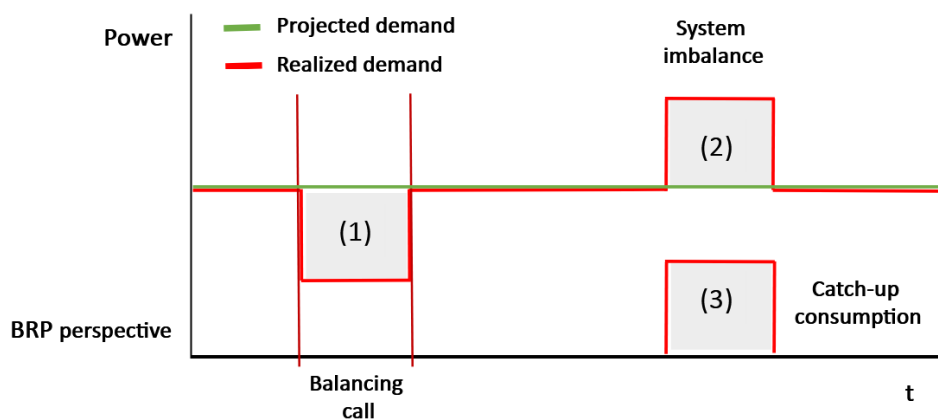 Power
Projected demand
Realized demand
System
imbalance
(2)
(1)
(3)
Catch-up
consumption
BRP perspective
Balancing
call
t